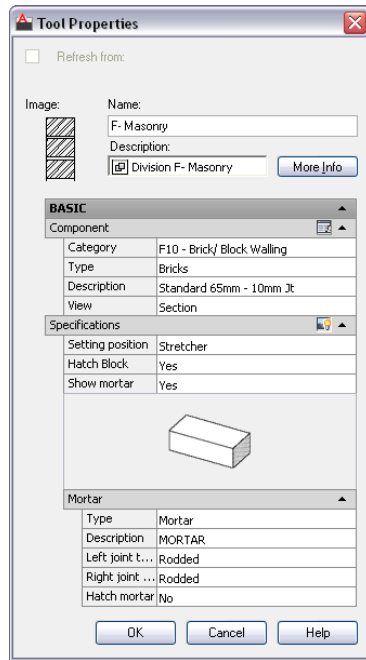 Tool Properties
Refresh from:
Image:
Name:
F- Masonry
Description:
Division F- Masonry
More Info
BASIC
Component
Category F10 - Brick/ Block Walling
Type Bricks
Description Standard 65mm - 10mm Jt
View Section
Specifications
Setting position Stretcher
Hatch Block Yes
Show mortar Yes
Mortar
Type Mortar
Description MORTAR
Left joint t... Rodded
Right joint ... Rodded
Hatch mortar No
OK Cancel Help